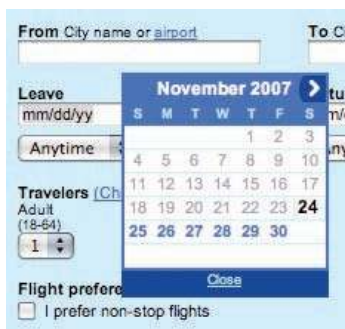 From City name or airport To C
Leave
mm/dd/yy
Anytime
Travelers (Ch
Adult
(18-64)
1
November 2007
S M T W T F S
1 2 3
4 5 6 7 8 9 10
11 12 13 14 15 16 17
18 19 20 21 22 23 24
25 26 27 28 29 30
Close
Flight prefere
I prefer non-stop flights